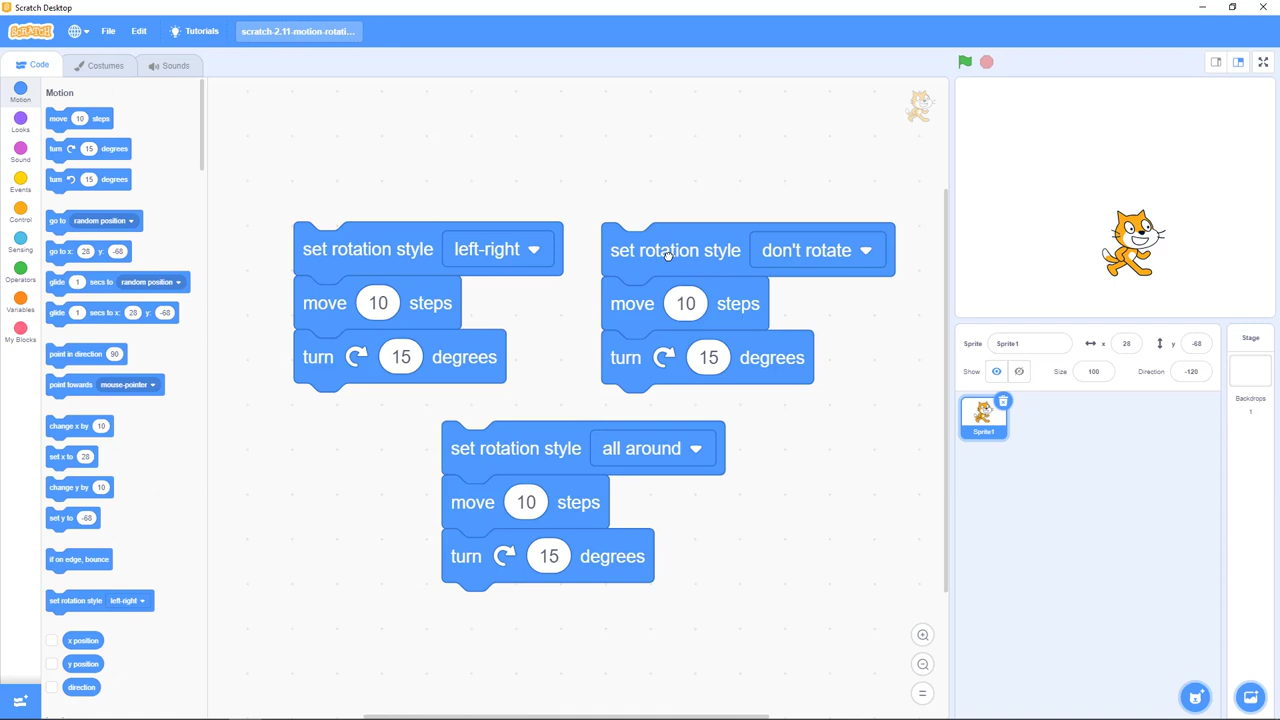 Scratch Desktop
SCRATCH File Edit Tutorials scratch-2.11-motion-rotati...
Code Costumes Sounds
Motion
Looks
Sound
Events
Control
Sensing
Operators
Variables
My Blocks
Motion
move 10 steps
turn 15 degrees
turn 15 degrees
go to random position
go to x: 28 y: -68
glide 1 secs to random position
glide 1 secs to x: 28 y: -68
point in direction 90
point towards mouse-pointer
change x by 10
set x to 28
change y by 10
set y to -68
if on edge, bounce
set rotation style left-right
x position
y position
direction
set rotation style left-right
move 10 steps
turn 15 degrees
set rotation style don't rotate
move 10 steps
turn 15 degrees
set rotation style all around
move 10 steps
turn 15 degrees
Sprite Sprite1 x 28 y -68
Show Size 100 Direction -120
Sprite1
Stage
Backdrops
1